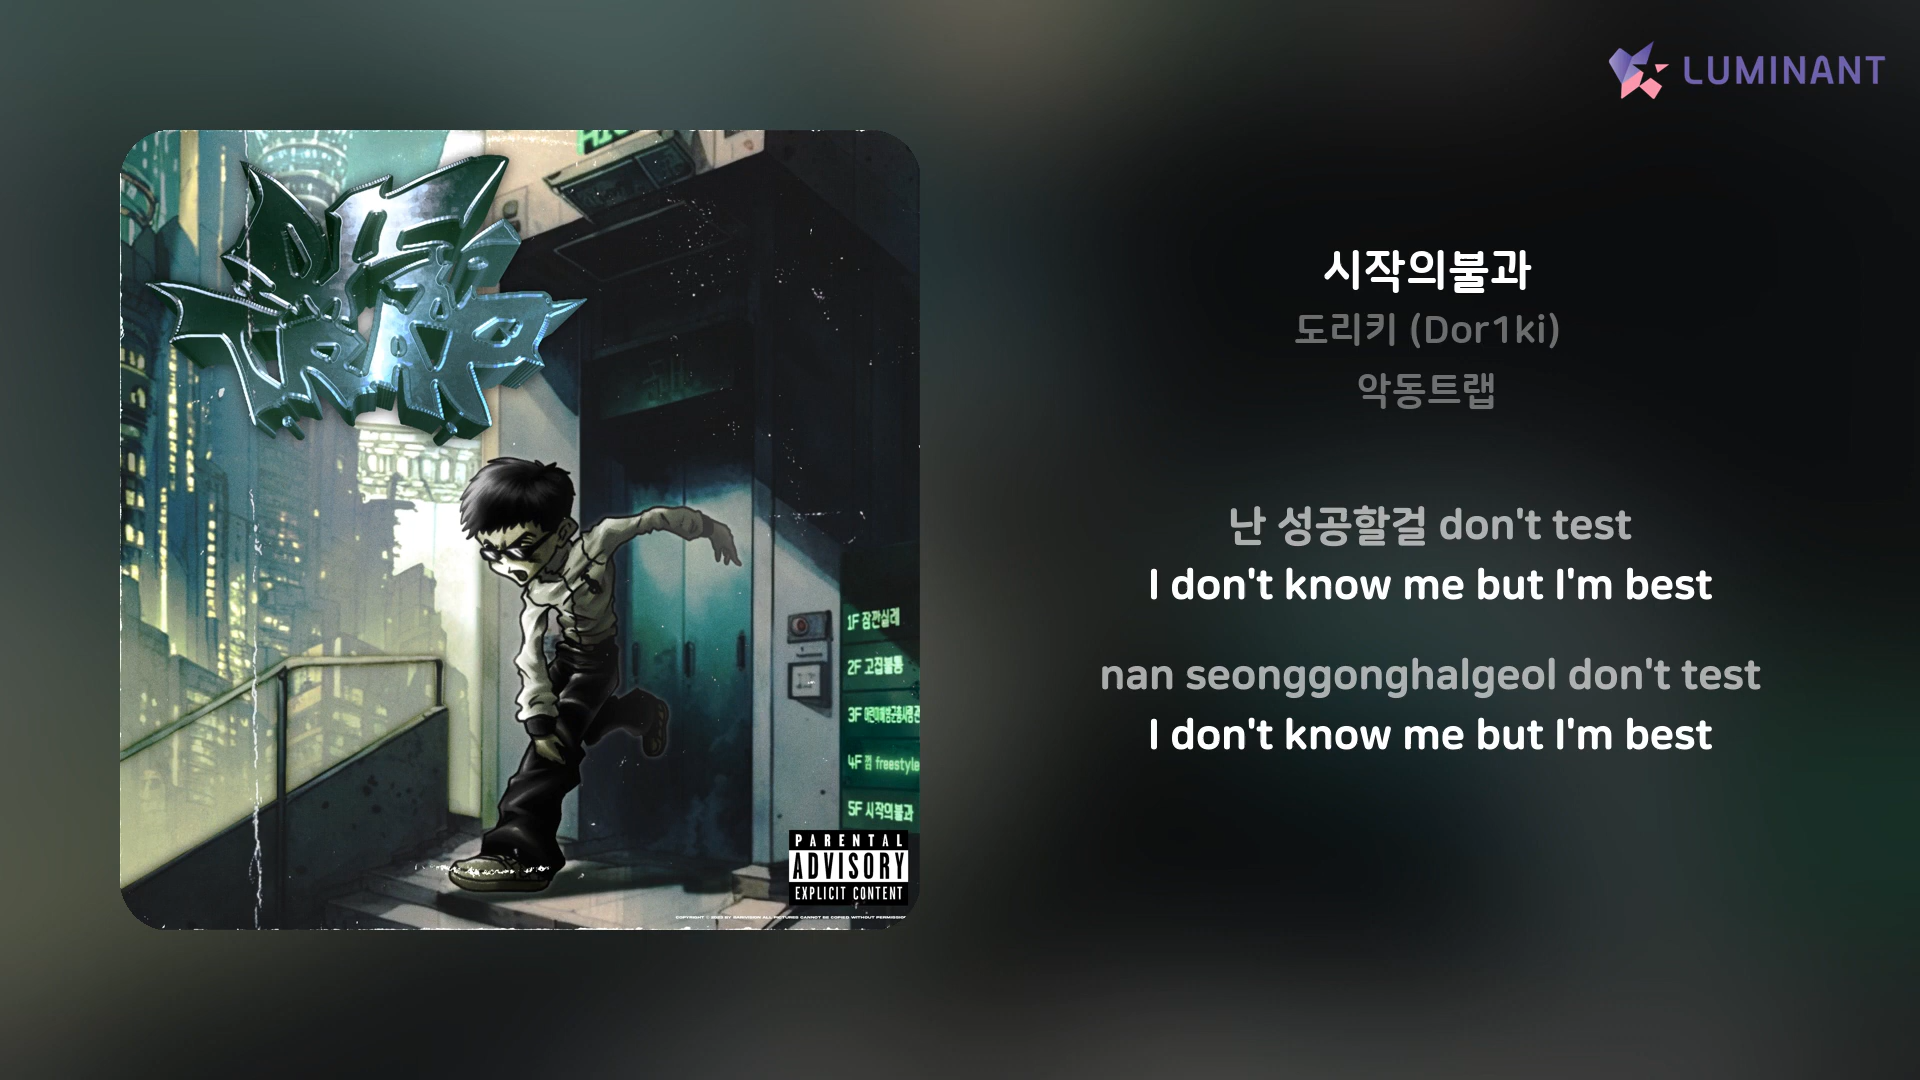 LUMINANT
시작의불과
도리키 (Dor1ki)
악동트랩
난 성공할걸 don't test
I don't know me but I'm best
nan seonggonghalgeol don't test
I don't know me but I'm best
1F 잠깐실례
2F 고집불통
3F
4F 껌 freestyle
5F 시작의불과
PARENTAL
ADVISORY
EXPLICIT CONTENT